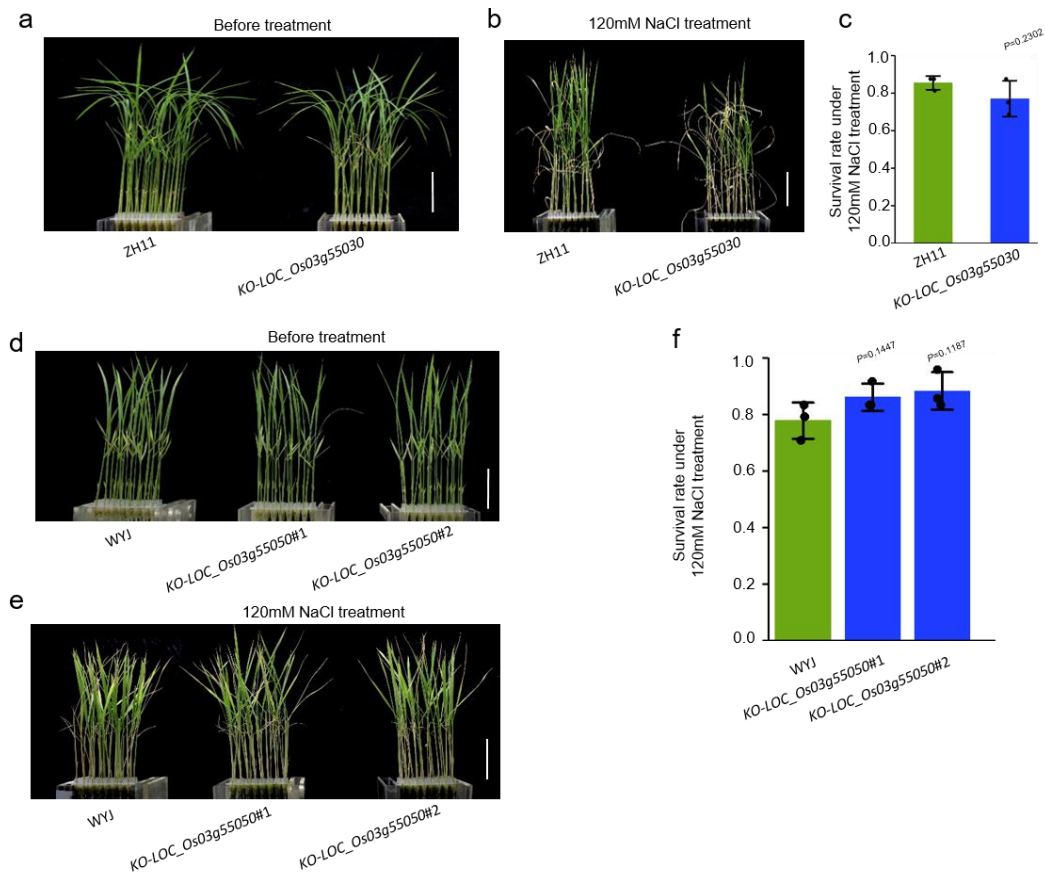 a
Before treatment
ZH11
KO-LOC_Os03g55030
b
120mM NaCl treatment
ZH11
KO-LOC_Os03g55030
c
P=0.2302
Survival rate under
120mM NaCl treatment
1.0
0.8
0.6
0.4
0.2
0.0
ZH11
KO-LOC_Os03g55030
d
Before treatment
WYJ
KO-LOC_Os03g55050#1
KO-LOC_Os03g55050#2
e
120mM NaCl treatment
WYJ
KO-LOC_Os03g55050#1
KO-LOC_Os03g55050#2
f
P=0.1447
P=0.1187
Survival rate under
120mM NaCl treatment
1.0
0.8
0.6
0.4
0.2
0.0
WYJ
KO-LOC_Os03g55050#1
KO-LOC_Os03g55050#2